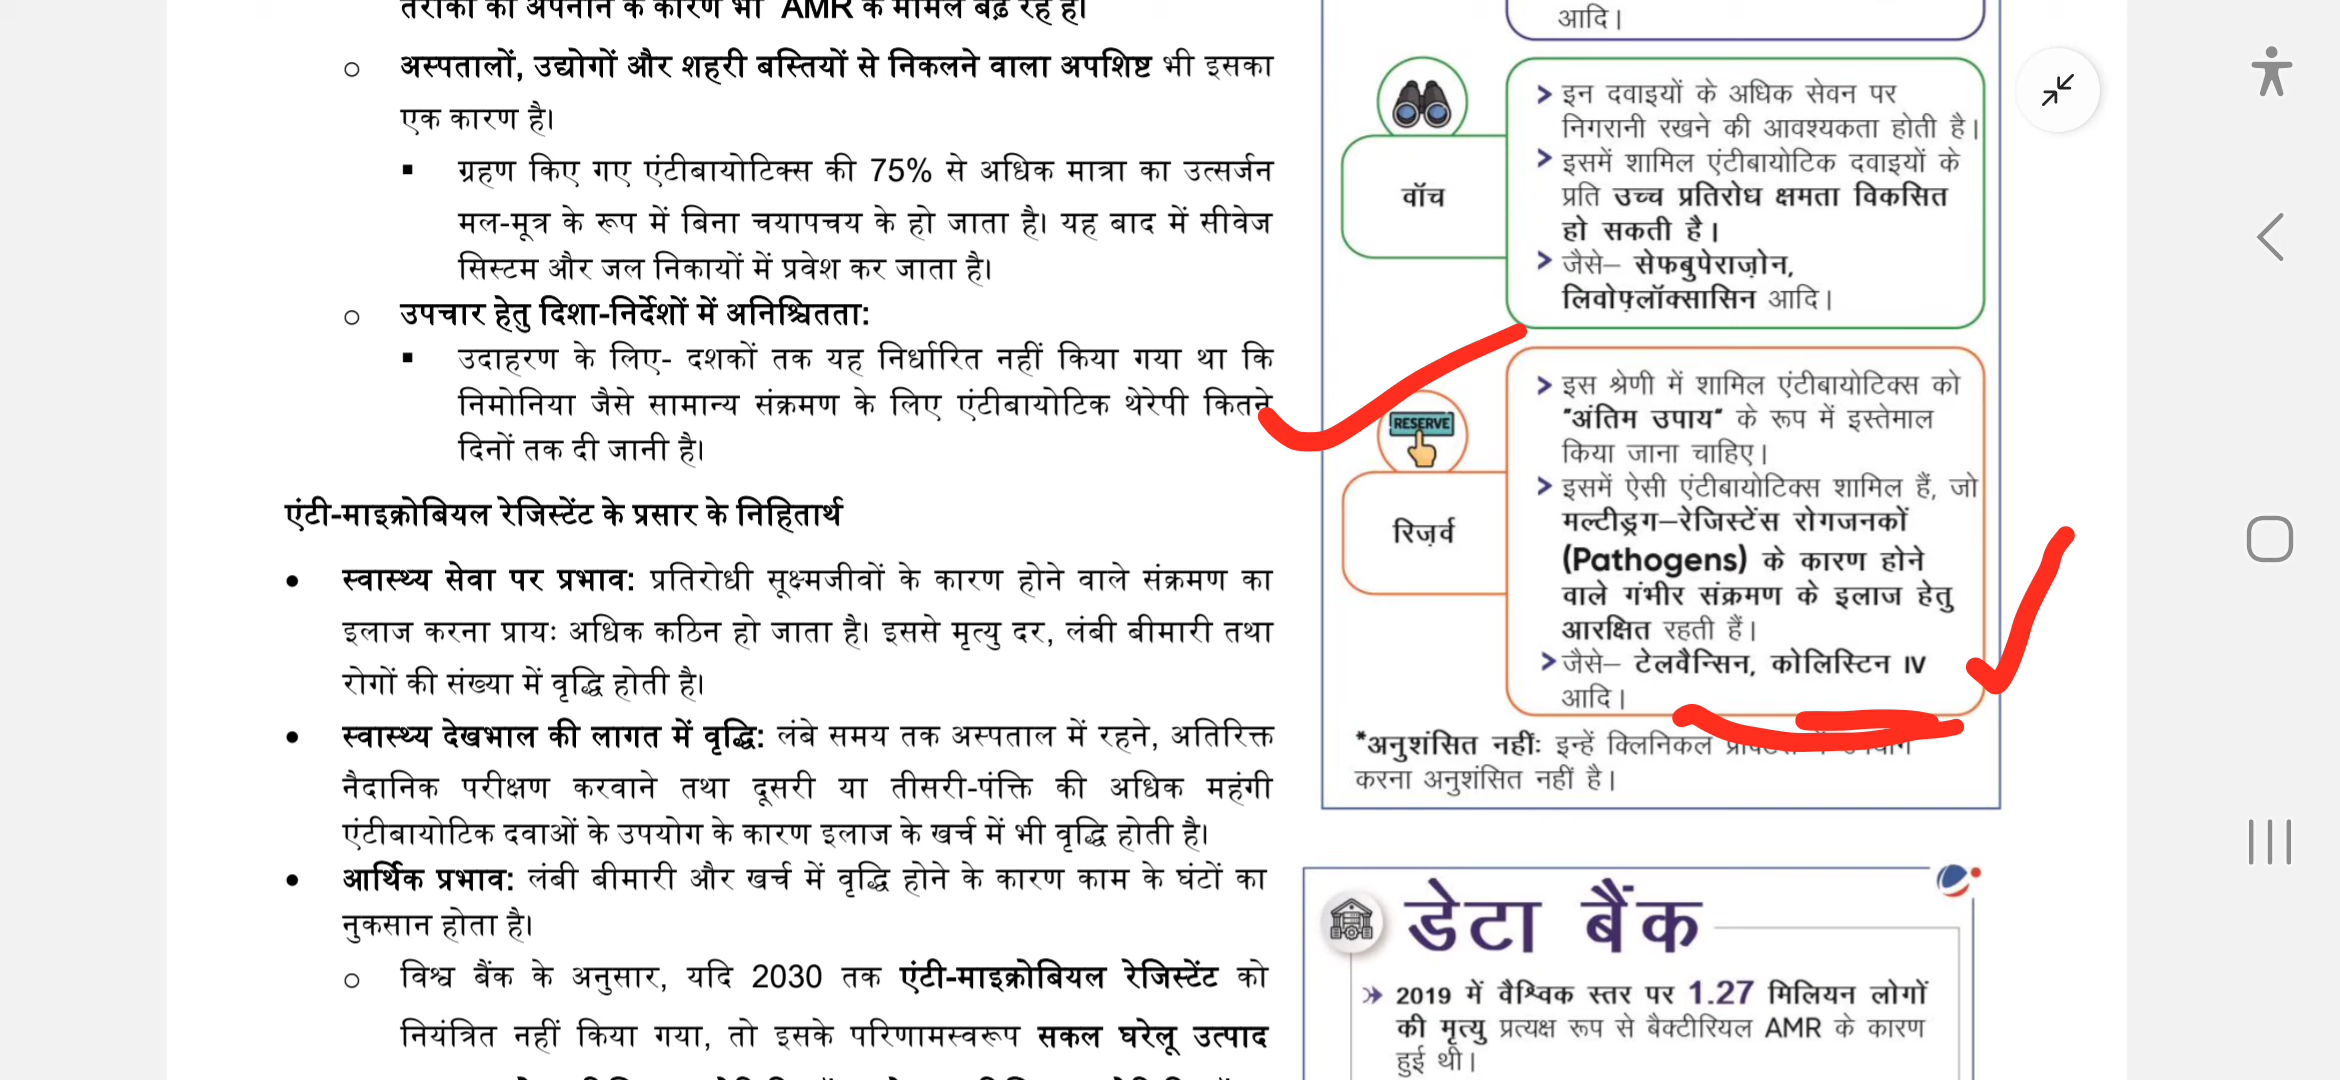 तरीकों को अपनाने के कारण भी AMR के मामले बढ़ रहे हैं।
o अस्पतालों, उद्योगों और शहरी बस्तियों से निकलने वाला अपशिष्ट भी इसका
एक कारण है।
▪ ग्रहण किए गए एंटीबायोटिक्स की 75% से अधिक मात्रा का उत्सर्जन
मल-मूत्र के रूप में बिना चयापचय के हो जाता है। यह बाद में सीवेज
सिस्टम और जल निकायों में प्रवेश कर जाता है।
o उपचार हेतु दिशा-निर्देशों में अनिश्चितता:
▪ उदाहरण के लिए- दशकों तक यह निर्धारित नहीं किया गया था कि
निमोनिया जैसे सामान्य संक्रमण के लिए एंटीबायोटिक थेरेपी कितने
दिनों तक दी जानी है।
एंटी-माइक्रोबियल रेजिस्टेंट के प्रसार के निहितार्थ
• स्वास्थ्य सेवा पर प्रभाव: प्रतिरोधी सूक्ष्मजीवों के कारण होने वाले संक्रमण का
इलाज करना प्रायः अधिक कठिन हो जाता है। इससे मृत्यु दर, लंबी बीमारी तथा
रोगों की संख्या में वृद्धि होती है।
• स्वास्थ्य देखभाल की लागत में वृद्धि: लंबे समय तक अस्पताल में रहने, अतिरिक्त
नैदानिक परीक्षण करवाने तथा दूसरी या तीसरी-पंक्ति की अधिक महंगी
एंटीबायोटिक दवाओं के उपयोग के कारण इलाज के खर्च में भी वृद्धि होती है।
• आर्थिक प्रभाव: लंबी बीमारी और खर्च में वृद्धि होने के कारण काम के घंटों का
नुकसान होता है।
o विश्व बैंक के अनुसार, यदि 2030 तक एंटी-माइक्रोबियल रेजिस्टेंट को
नियंत्रित नहीं किया गया, तो इसके परिणामस्वरूप सकल घरेलू उत्पाद
आदि।
वॉच
> इन दवाइयों के अधिक सेवन पर
निगरानी रखने की आवश्यकता होती है।
> इसमें शामिल एंटीबायोटिक दवाइयों के
प्रति उच्च प्रतिरोध क्षमता विकसित
हो सकती है।
> जैसे– सेफबुपेराज़ोन,
लिवोफ़्लॉक्सासिन आदि।
RESERVE
रिज़र्व
> इस श्रेणी में शामिल एंटीबायोटिक्स को
"अंतिम उपाय" के रूप में इस्तेमाल
किया जाना चाहिए।
> इसमें ऐसी एंटीबायोटिक्स शामिल हैं, जो
मल्टीड्रग–रेजिस्टेंस रोगजनकों
(Pathogens) के कारण होने
वाले गंभीर संक्रमण के इलाज हेतु
आरक्षित रहती हैं।
> जैसे– टेलवैन्सिन, कोलिस्टिन IV
आदि।
*अनुशंसित नहीं: इन्हें क्लिनिकल
करना अनुशंसित नहीं है।
डेटा बैंक
2019 में वैश्विक स्तर पर 1.27 मिलियन लोगों
की मृत्यु प्रत्यक्ष रूप से बैक्टीरियल AMR के कारण
हुई थी।